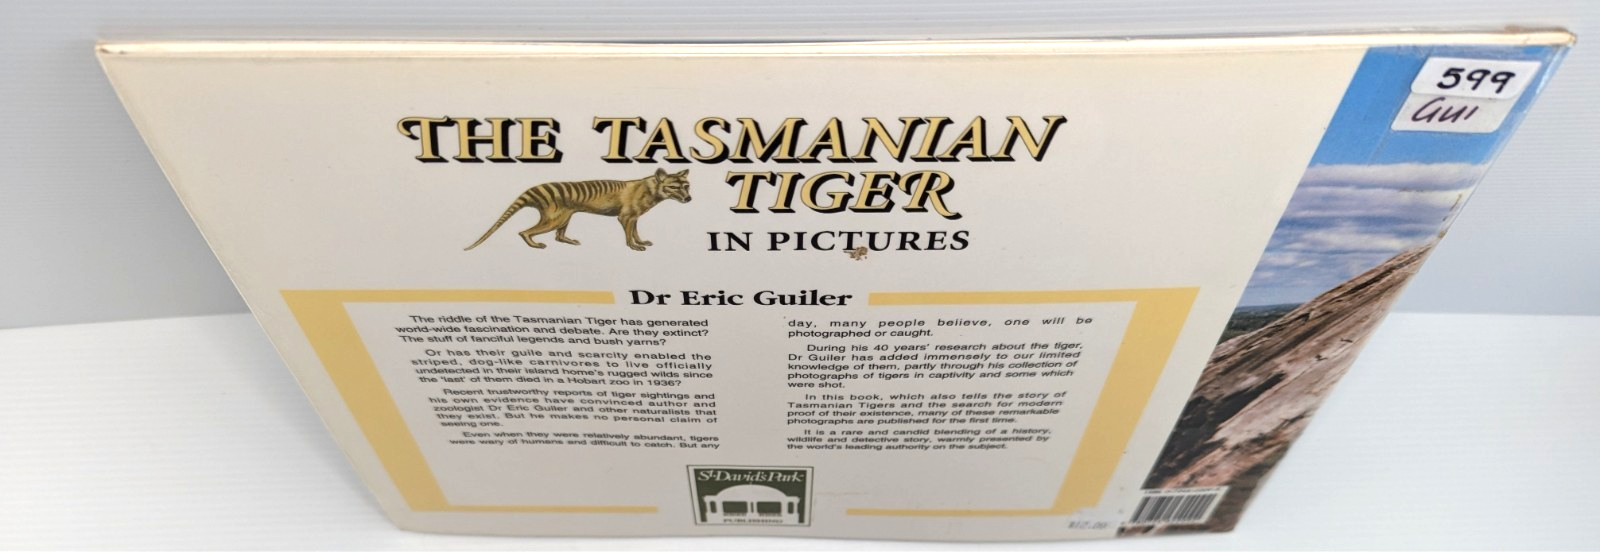 599
GUI
THE TASMANIAN
TIGER
IN PICTURES
Dr Eric Guiler
The riddle of the Tasmanian Tiger has generated
world-wide fascination and debate. Are they extinct?
The stuff of fanciful legends and bush yarns?
Or has their guile and scarcity enabled the
striped, dog-like carnivores to live officially
undetected in their island home's rugged wilds since
the 'last' of them died in a Hobart zoo in 1936?
Recent trustworthy reports of tiger sightings and
his own evidence have convinced author and
zoologist Dr Eric Guiler and other naturalists that
they exist. But he makes no personal claim of
seeing one.
Even when they were relatively abundant, tigers
were wary of humans and difficult to catch. But any
day, many people believe, one will be
photographed or caught.
During his 40 years' research about the tiger,
Dr Guiler has added immensely to our limited
knowledge of them, partly through his collection of
photographs of tigers in captivity and some which
were shot.
In this book, which also tells the story of
Tasmanian Tigers and the search for modern
proof of their existence, many of these remarkable
photographs are published for the first time.
It is a rare and candid blending of a history,
wildlife and detective story, warmly presented by
the world's leading authority on the subject.
St. David's Park
PUBLISHING